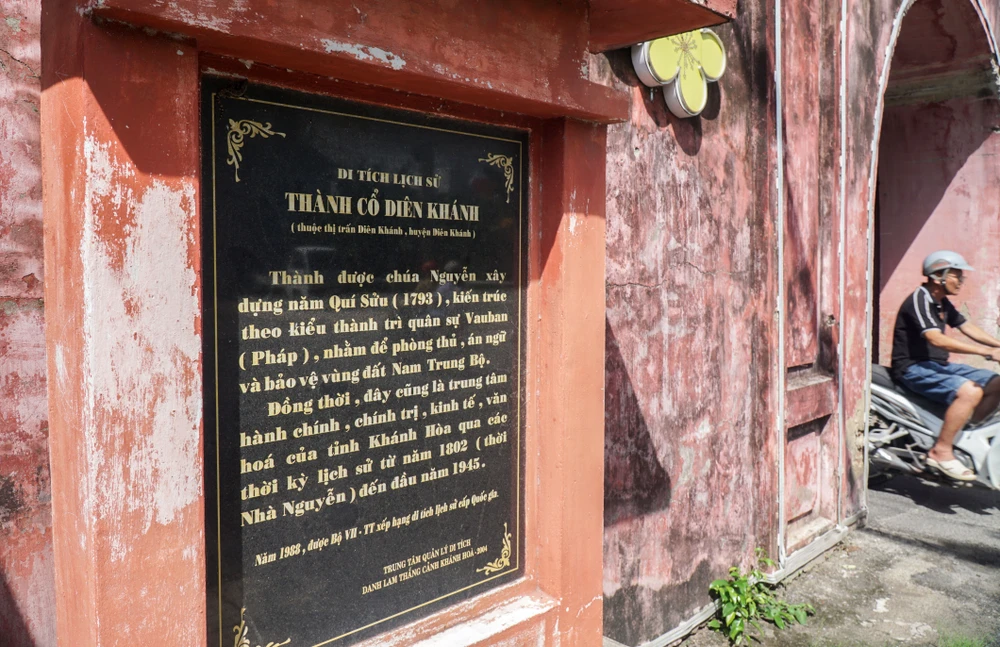 DI TÍCH LỊCH SỬ
THÀNH CỔ DIÊN KHÁNH
( thuộc thị trấn Diên Khánh , huyện Diên Khánh )
Thành được chúa Nguyễn xây
dựng năm Quí Sửu ( 1793 ) , kiến trúc
theo kiểu thành trì quân sự Vauban
( Pháp ) , nhằm để phòng thủ , án ngữ
và bảo vệ vùng đất Nam Trung Bộ.
Đồng thời , đây cũng là trung tâm
hành chính , chính trị , kinh tế , văn
hoá của tỉnh Khánh Hòa qua các
thời kỳ lịch sử từ năm 1802 ( thời
Nhà Nguyễn ) đến đầu năm 1945.
Năm 1988 , được Bộ VH - TT xếp hạng di tích lịch sử cấp Quốc gia.
TRUNG TÂM QUẢN LÝ DI TÍCH
DANH LAM THẮNG CẢNH KHÁNH HOÀ - 2004